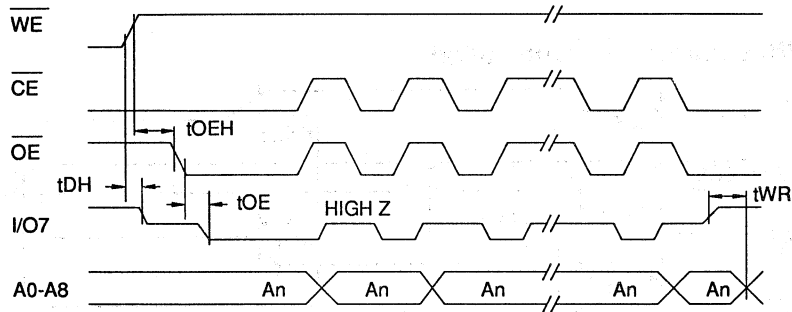 WE
CE
tOEH
OE
tDH
tOE
HIGH Z
tWR
I/O7
A0-A8 An An An An An